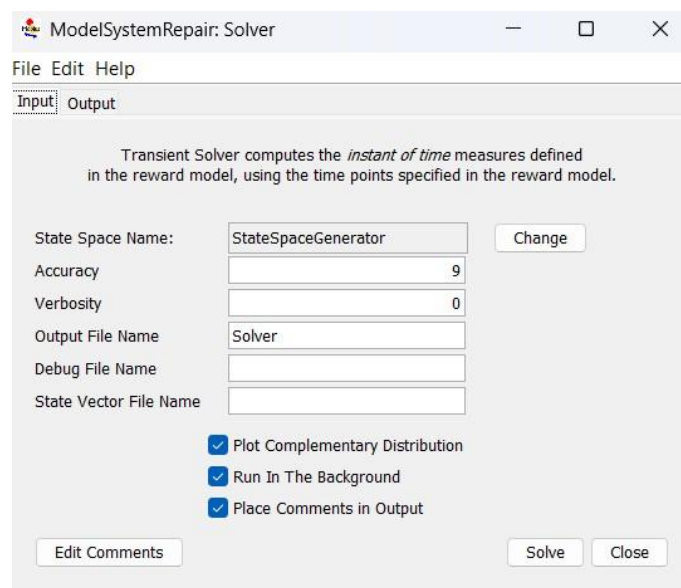 ModelSystemRepair: Solver
File Edit Help
Input Output
Transient Solver computes the instant of time measures defined
in the reward model, using the time points specified in the reward model.
State Space Name: StateSpaceGenerator Change
Accuracy 9
Verbosity 0
Output File Name Solver
Debug File Name
State Vector File Name
Plot Complementary Distribution
Run In The Background
Place Comments in Output
Edit Comments Solve Close